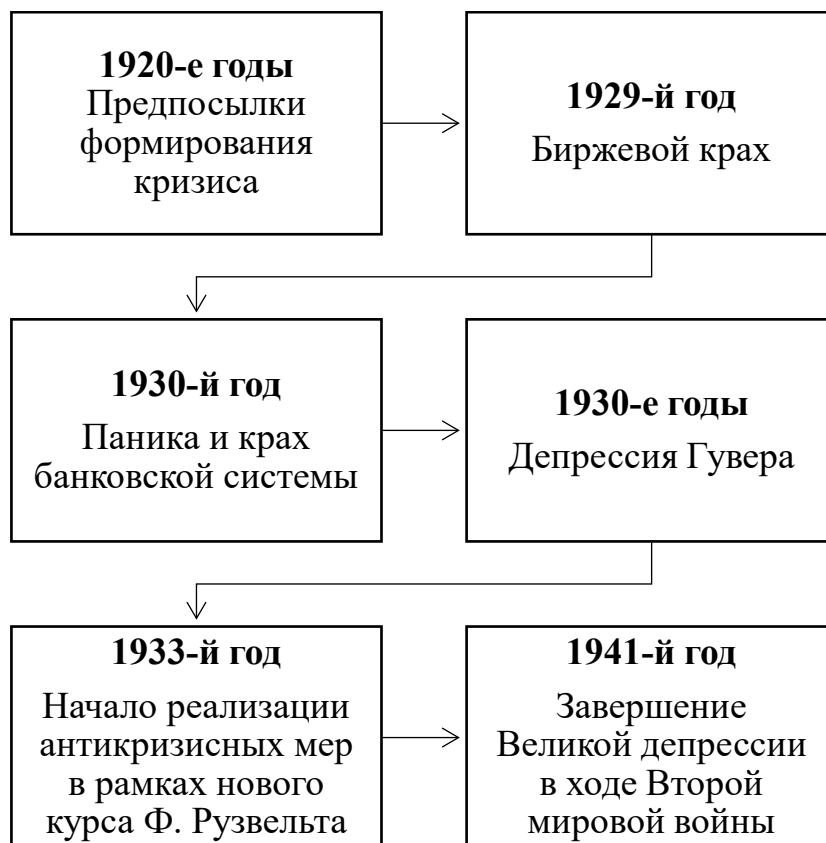 1920-е годы
Предпосылки
формирования
кризиса
1929-й год
Биржевой крах
1930-й год
Паника и крах
банковской системы
1930-е годы
Депрессия Гувера
1933-й год
Начало реализации
антикризисных мер
в рамках нового
курса Ф. Рузвельта
1941-й год
Завершение
Великой депрессии
в ходе Второй
мировой войны